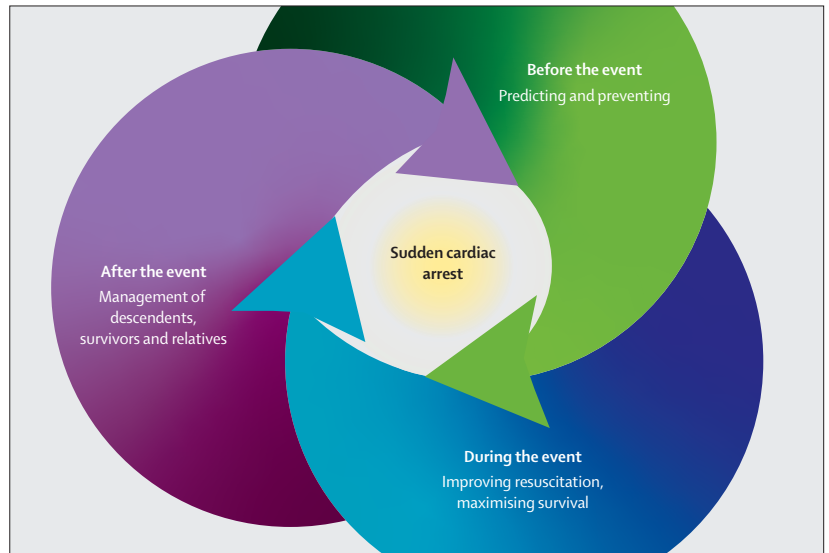 Before the event
Predicting and preventing
Sudden cardiac
arrest
After the event
Management of
descendents,
survivors and relatives
During the event
Improving resuscitation,
maximising survival